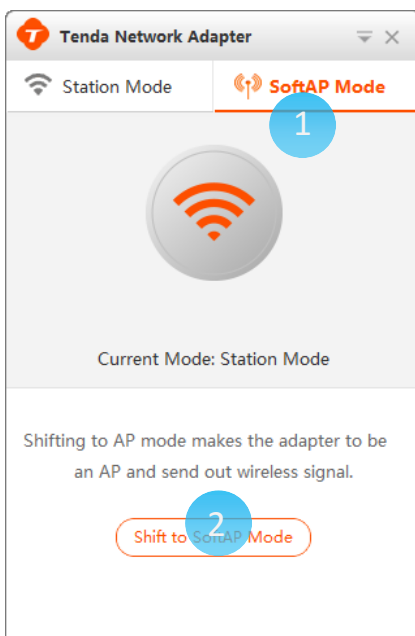 Tenda Network Adapter
Station Mode
SoftAP Mode
1
Current Mode: Station Mode
Shifting to AP mode makes the adapter to be
an AP and send out wireless signal.
2
Shift to SoftAP Mode